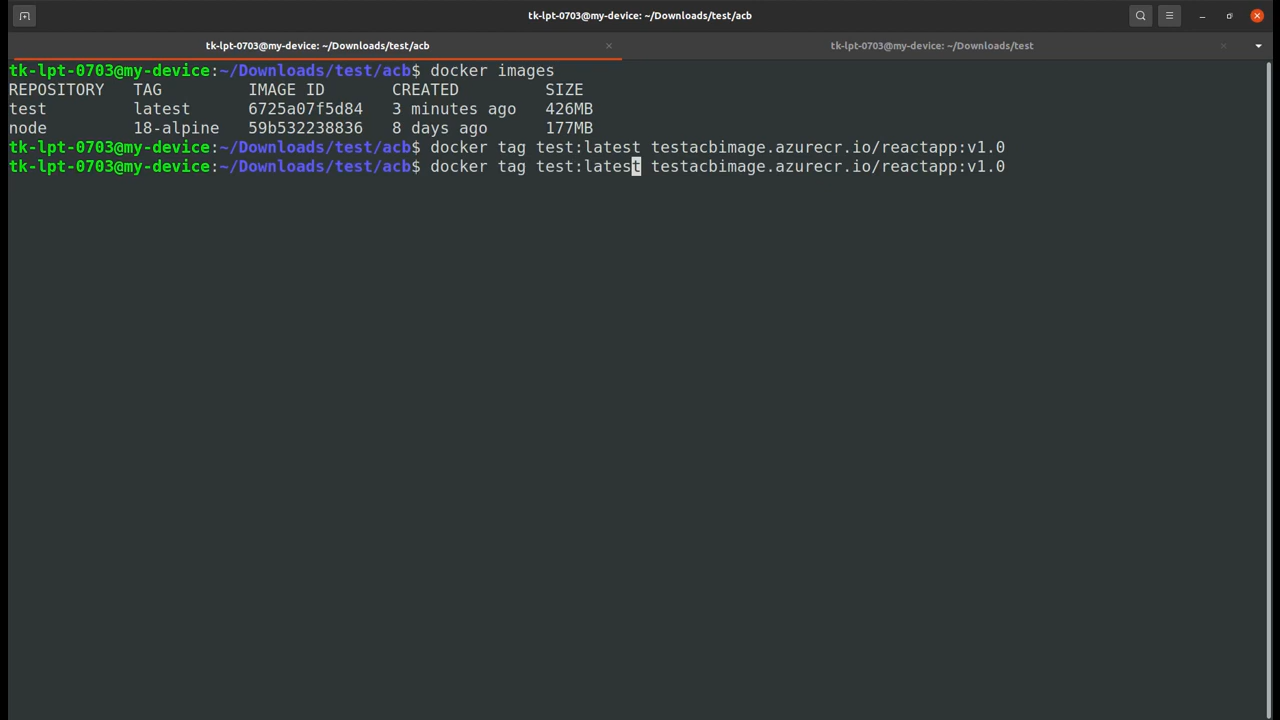 tk-lpt-0703@my-device: ~/Downloads/test/acb
tk-lpt-0703@my-device: ~/Downloads/test/acb
tk-lpt-0703@my-device: ~/Downloads/test
tk-lpt-0703@my-device:~/Downloads/test/acb$ docker images
REPOSITORY TAG IMAGE ID CREATED SIZE
test latest 6725a07f5d84 3 minutes ago 426MB
node 18-alpine 59b532238836 8 days ago 177MB
tk-lpt-0703@my-device:~/Downloads/test/acb$ docker tag test:latest testacbimage.azurecr.io/reactapp:v1.0
tk-lpt-0703@my-device:~/Downloads/test/acb$ docker tag test:latest testacbimage.azurecr.io/reactapp:v1.0